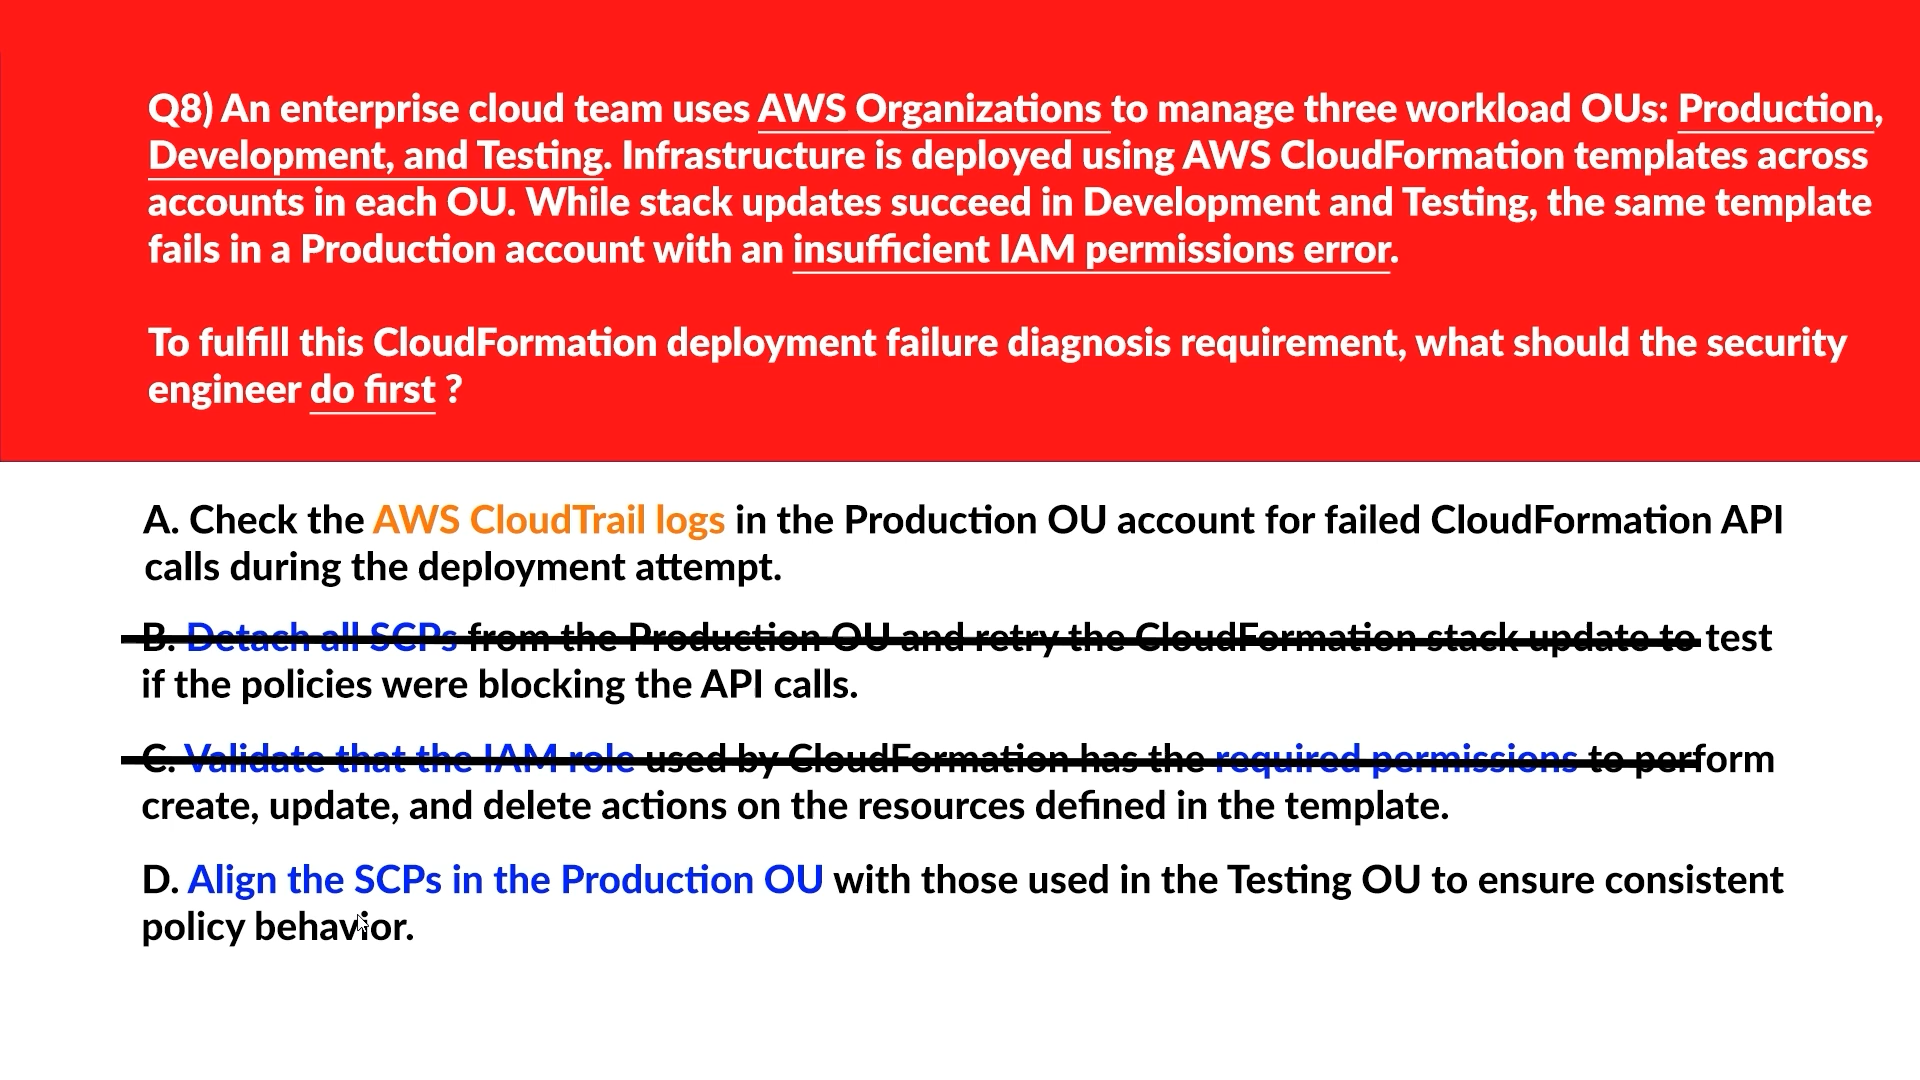 Q8) An enterprise cloud team uses AWS Organizations to manage three workload OUs: Production,
Development, and Testing. Infrastructure is deployed using AWS CloudFormation templates across
accounts in each OU. While stack updates succeed in Development and Testing, the same template
fails in a Production account with an insufficient IAM permissions error.
To fulfill this CloudFormation deployment failure diagnosis requirement, what should the security
engineer do first ?
A. Check the AWS CloudTrail logs in the Production OU account for failed CloudFormation API
calls during the deployment attempt.
B. Detach all SCPs from the Production OU and retry the CloudFormation stack update to test
if the policies were blocking the API calls.
C. Validate that the IAM role used by CloudFormation has the required permissions to perform
create, update, and delete actions on the resources defined in the template.
D. Align the SCPs in the Production OU with those used in the Testing OU to ensure consistent
policy behavior.